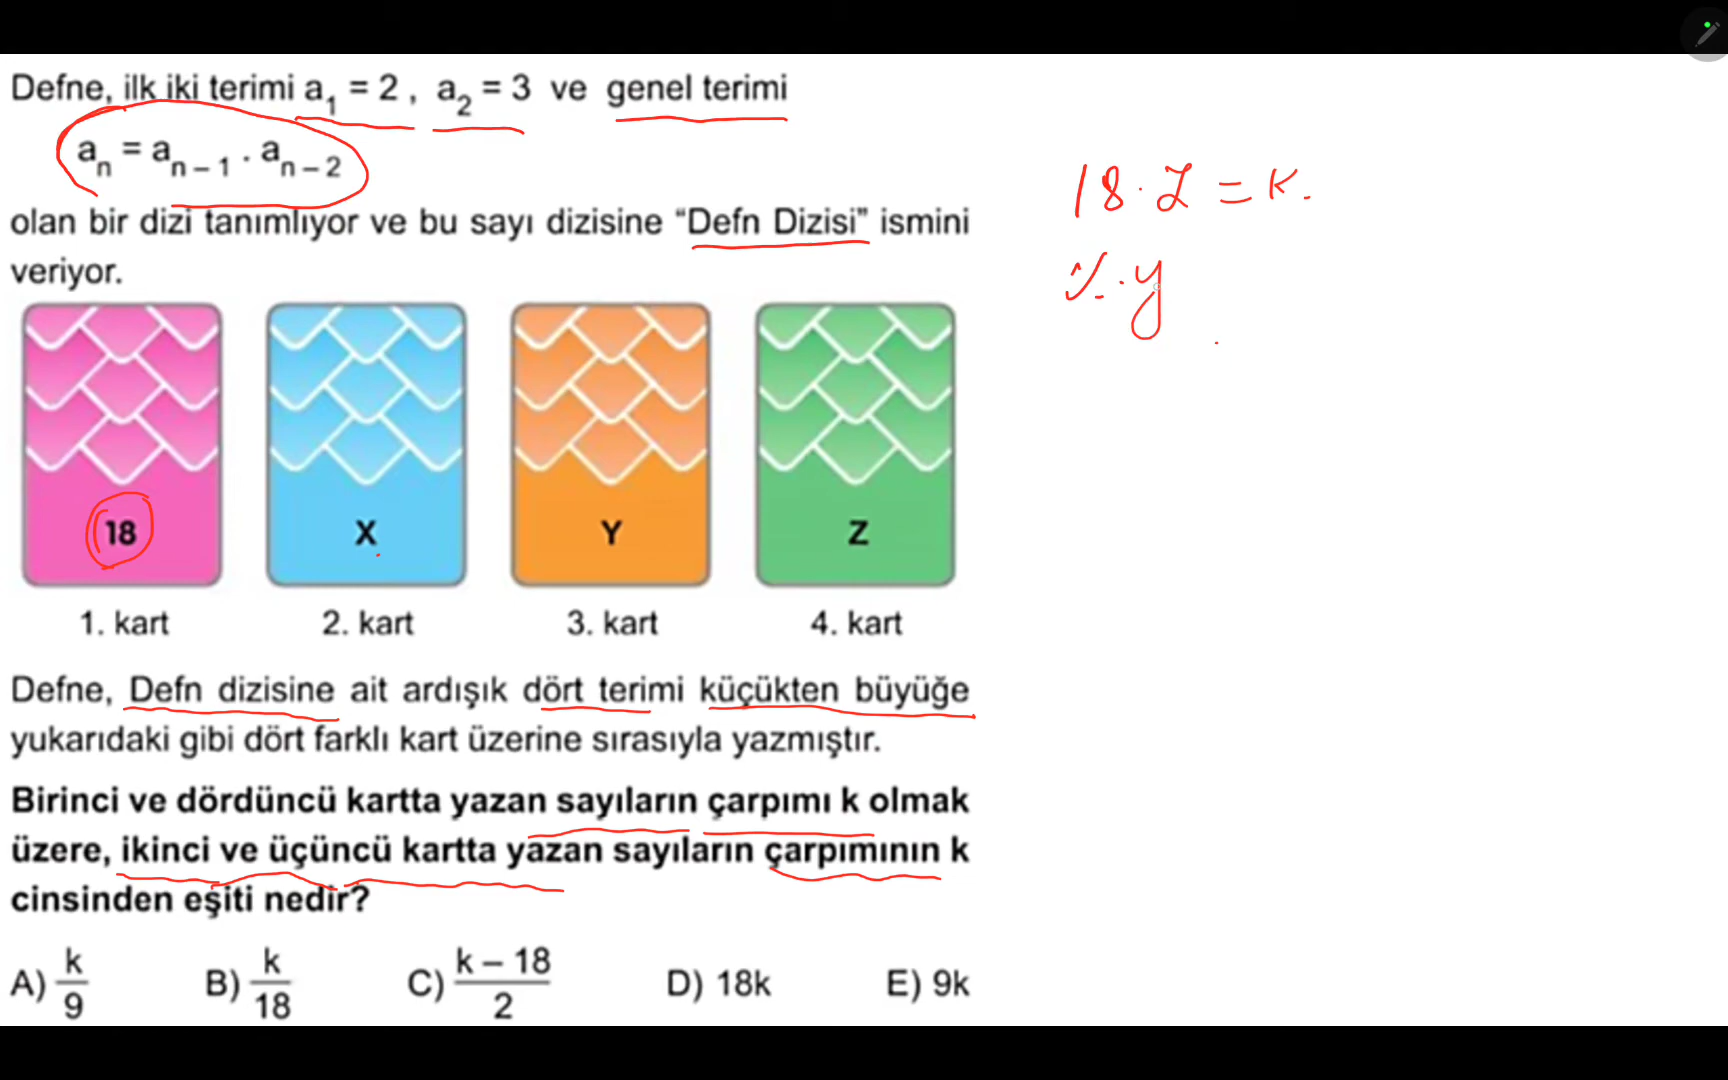 Defne, ilk iki terimi a₁ = 2 , a₂ = 3 ve genel terimi
aₙ = aₙ₋₁ · aₙ₋₂
olan bir dizi tanımlıyor ve bu sayı dizisine “Defn Dizisi” ismini
veriyor.
18 X Y Z
1. kart 2. kart 3. kart 4. kart
Defne, Defn dizisine ait ardışık dört terimi küçükten büyüğe
yukarıdaki gibi dört farklı kart üzerine sırasıyla yazmıştır.
Birinci ve dördüncü kartta yazan sayıların çarpımı k olmak
üzere, ikinci ve üçüncü kartta yazan sayıların çarpımının k
cinsinden eşiti nedir?
A) k/9 B) k/18 C) (k – 18)/2 D) 18k E) 9k
18 · Z = K.
x · y